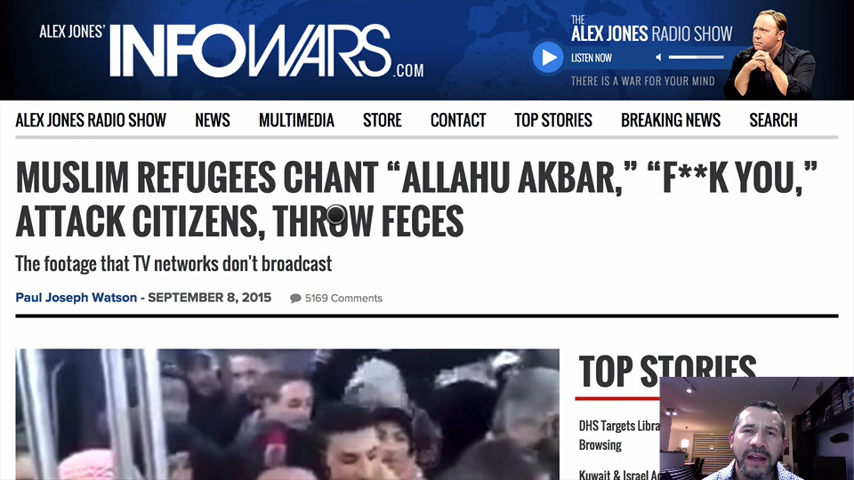 ALEX JONES'
INFOWARS.COM
THE
ALEX JONES RADIO SHOW
LISTEN NOW
THERE IS A WAR FOR YOUR MIND
ALEX JONES RADIO SHOW NEWS MULTIMEDIA STORE CONTACT TOP STORIES BREAKING NEWS SEARCH
MUSLIM REFUGEES CHANT “ALLAHU AKBAR,” “F**K YOU,”
ATTACK CITIZENS, THROW FECES
The footage that TV networks don't broadcast
Paul Joseph Watson - SEPTEMBER 8, 2015 5169 Comments
TOP STORIES
DHS Targets Libra
Browsing
Kuwait & Israel Ag